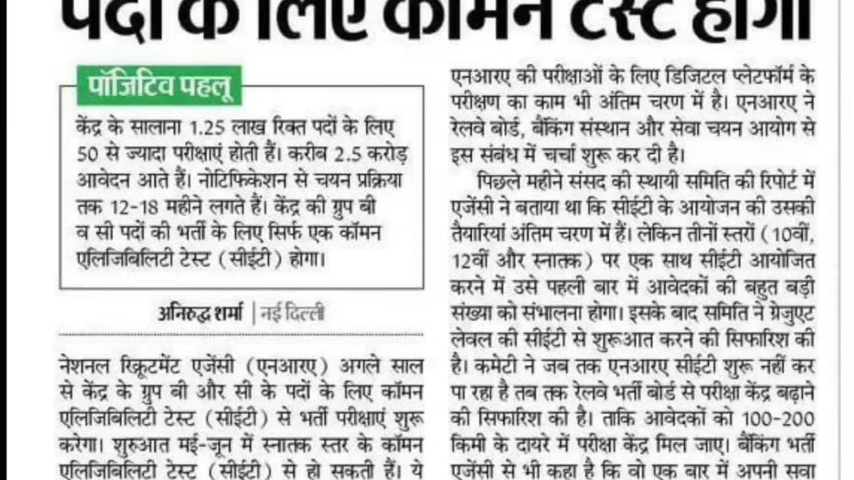 पदों के लिए कॉमन टेस्ट होगा
पॉजिटिव पहलू
केंद्र के सालाना 1.25 लाख रिक्त पदों के लिए
50 से ज्यादा परीक्षाएं होती हैं। करीब 2.5 करोड़
आवेदन आते हैं। नोटिफिकेशन से चयन प्रक्रिया
तक 12-18 महीने लगते हैं। केंद्र की ग्रुप बी
व सी पदों की भर्ती के लिए सिर्फ एक कॉमन
एलिजिबिलिटी टेस्ट (सीईटी) होगा।
अनिरुद्ध शर्मा | नई दिल्ली
नेशनल रिक्रूटमेंट एजेंसी (एनआरए) अगले साल
से केंद्र के ग्रुप बी और सी के पदों के लिए कॉमन
एलिजिबिलिटी टेस्ट (सीईटी) से भर्ती परीक्षाएं शुरू
करेगा। शुरुआत मई-जून में स्नातक स्तर के कॉमन
एलिजिबिलिटी टेस्ट (सीईटी) से हो सकती हैं। ये
एनआरए की परीक्षाओं के लिए डिजिटल प्लेटफॉर्म के
परीक्षण का काम भी अंतिम चरण में है। एनआरए ने
रेलवे बोर्ड, बैंकिंग संस्थान और सेवा चयन आयोग से
इस संबंध में चर्चा शुरू कर दी है।
पिछले महीने संसद की स्थायी समिति की रिपोर्ट में
एजेंसी ने बताया था कि सीईटी के आयोजन की उसकी
तैयारियां अंतिम चरण में हैं। लेकिन तीनों स्तरों (10वीं,
12वीं और स्नातक) पर एक साथ सीईटी आयोजित
करने में उसे पहली बार में आवेदकों की बहुत बड़ी
संख्या को संभालना होगा। इसके बाद समिति ने ग्रेजुएट
लेवल की सीईटी से शुरूआत करने की सिफारिश की
है। कमेटी ने जब तक एनआरए सीईटी शुरू नहीं कर
पा रहा है तब तक रेलवे भर्ती बोर्ड से परीक्षा केंद्र बढ़ाने
की सिफारिश की है। ताकि आवेदकों को 100-200
किमी के दायरे में परीक्षा केंद्र मिल जाए। बैंकिंग भर्ती
एजेंसी से भी कहा है कि वो एक बार में अपनी सवा